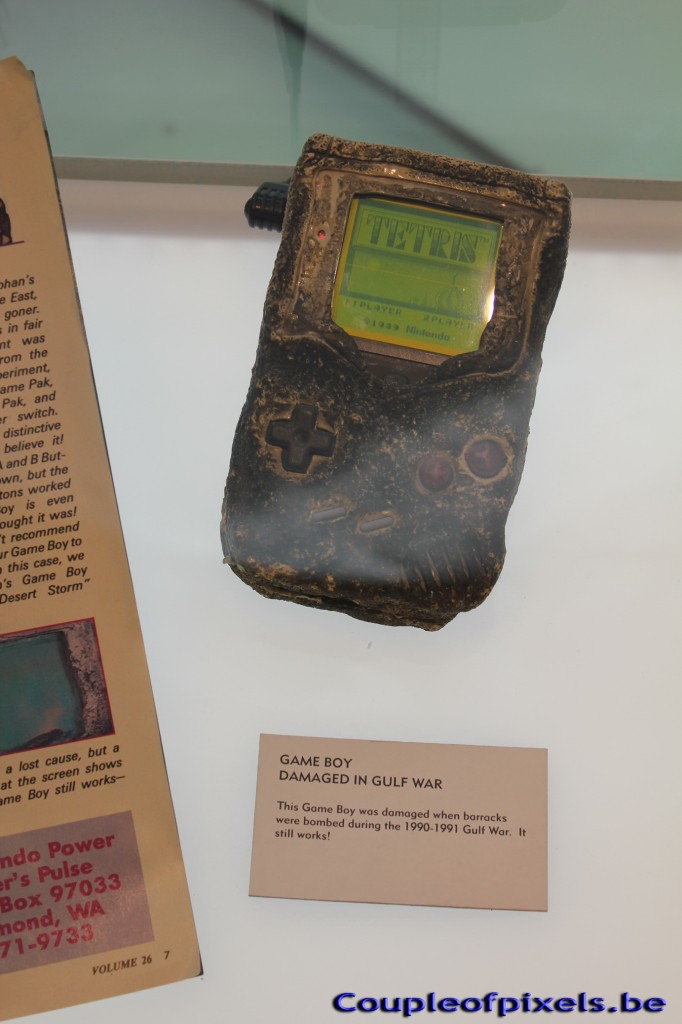 TETRIS
1PLAYER 2PLAYE
Nintendo
ohan's
e East,
goner.
s in fair
nt was
rom the
periment,
ame Pak,
Pak, and
er switch.
distinctive
believe it!
A and B But-
own, but the
tons worked
oy is even
ought it was!
't recommend
ur Game Boy to
n this case, we
n's Game Boy
Desert Storm"
a lost cause, but a
at the screen shows
ame Boy still works—
ndo Power
er's Pulse
Box 97033
mond, WA
71-9733
VOLUME 26 7
GAME BOY
DAMAGED IN GULF WAR
This Game Boy was damaged when barracks
were bombed during the 1990-1991 Gulf War. It
still works!
Coupleofpixels.be